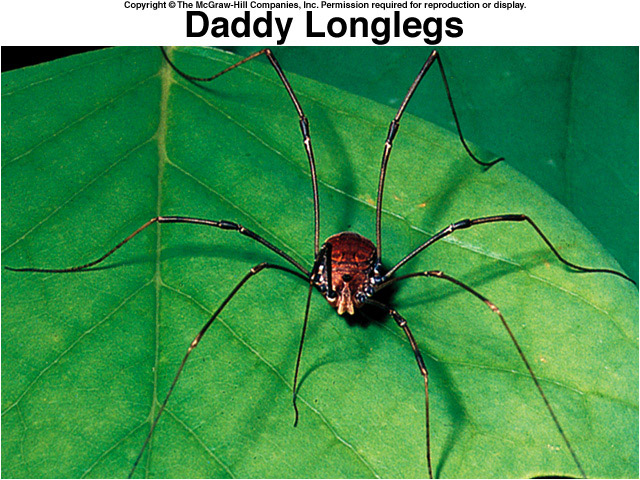 Copyright © The McGraw-Hill Companies, Inc. Permission required for reproduction or display.
Daddy Longlegs